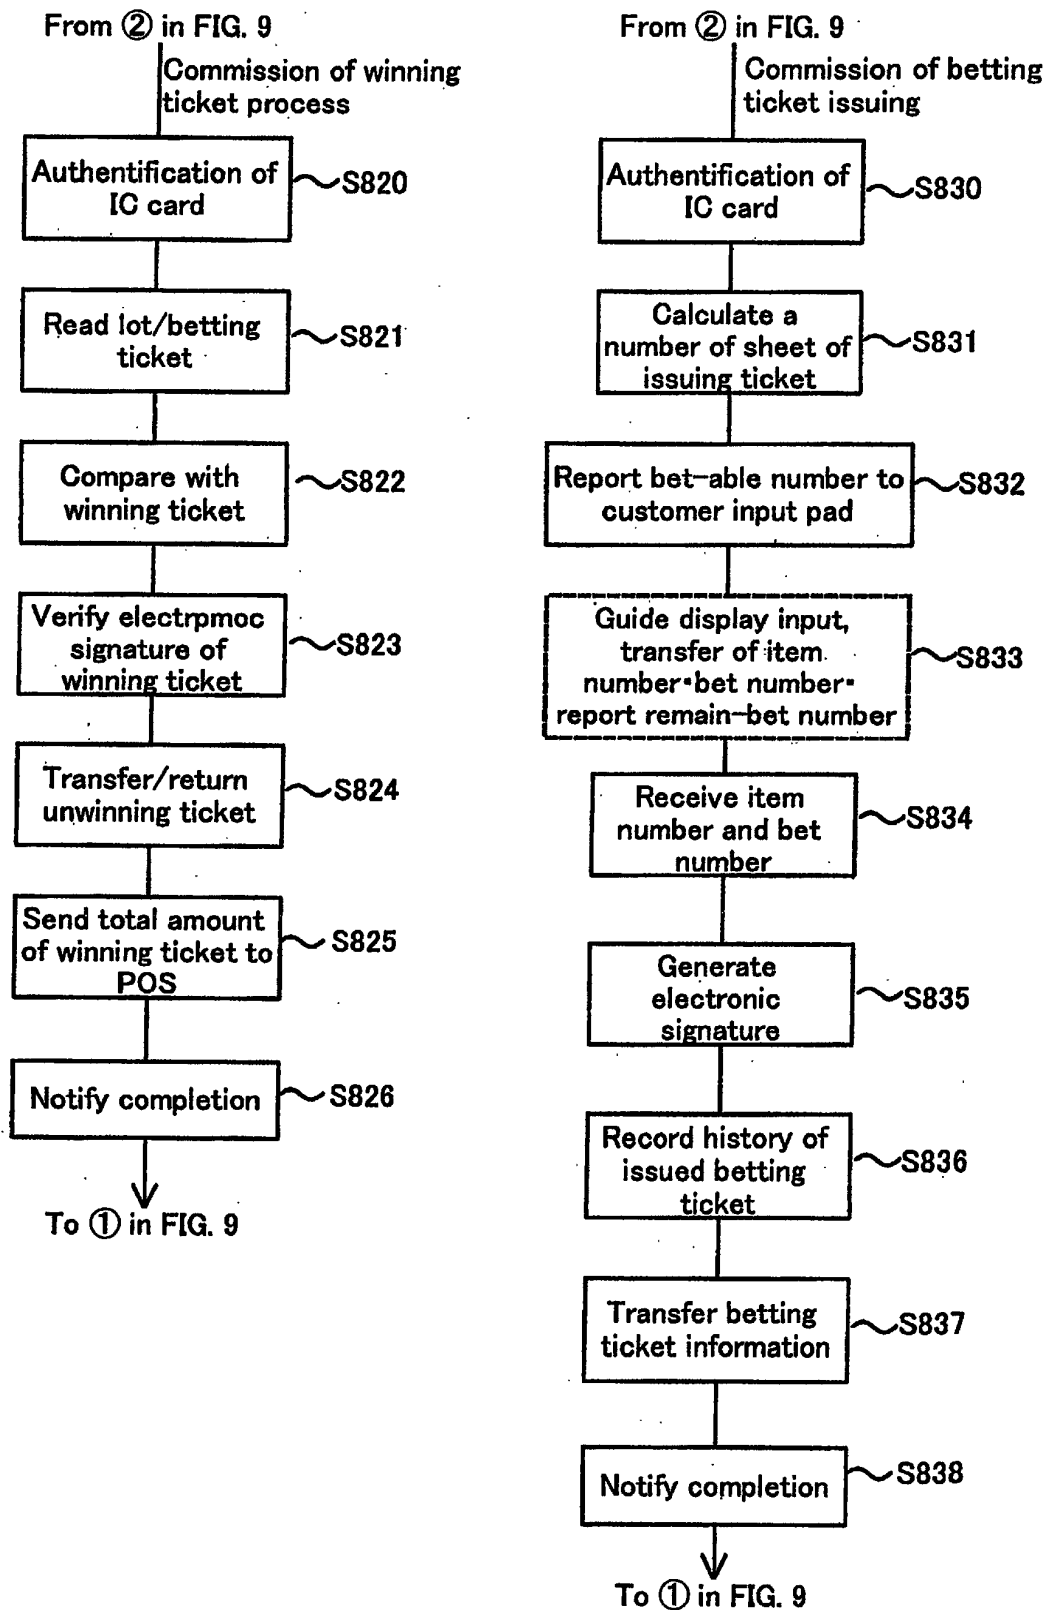 From ② in FIG. 9
Commission of winning
ticket process
Authentification of
IC card
S820
Read lot/betting
ticket
S821
Compare with
winning ticket
S822
Verify electrpmoc
signature of
winning ticket
S823
Transfer/return
unwinning ticket
S824
Send total amount
of winning ticket to
POS
S825
Notify completion
S826
To ① in FIG. 9
From ② in FIG. 9
Commission of betting
ticket issuing
Authentification of
IC card
S830
Calculate a
number of sheet of
issuing ticket
S831
Report bet-able number to
customer input pad
S832
Guide display input,
transfer of item
number·bet number·
report remain-bet number
S833
Receive item
number and bet
number
S834
Generate
electronic
signature
S835
Record history of
issued betting
ticket
S836
Transfer betting
ticket information
S837
Notify completion
S838
To ① in FIG. 9